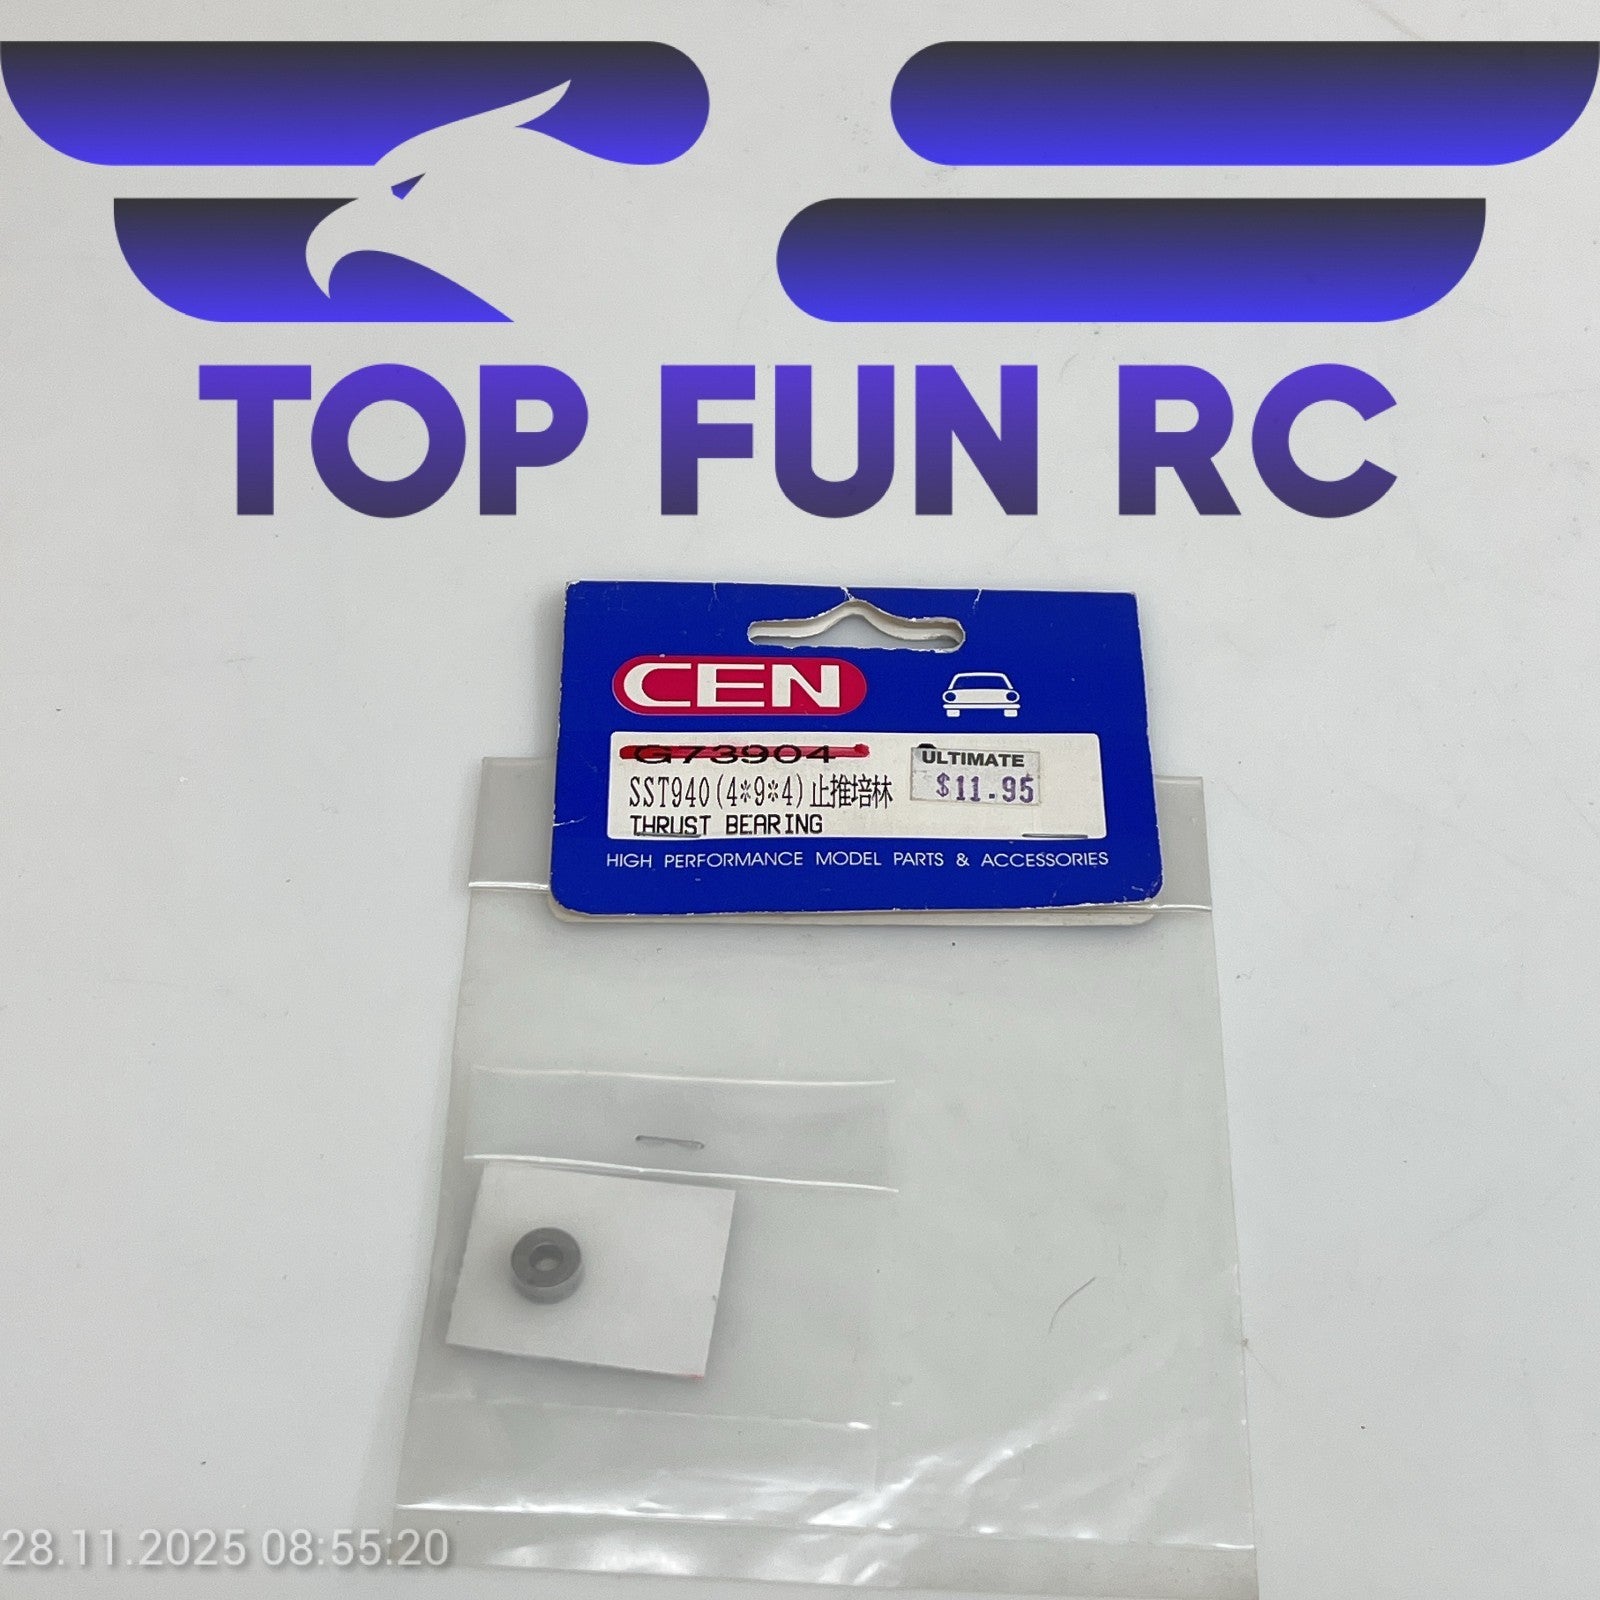 TOP FUN RC
CEN
G73904
ULTIMATE
$11.95
SST940(4*9*4)止推培林
THRUST BEARING
HIGH PERFORMANCE MODEL PARTS & ACCESSORIES
28.11.2025 08:55:20